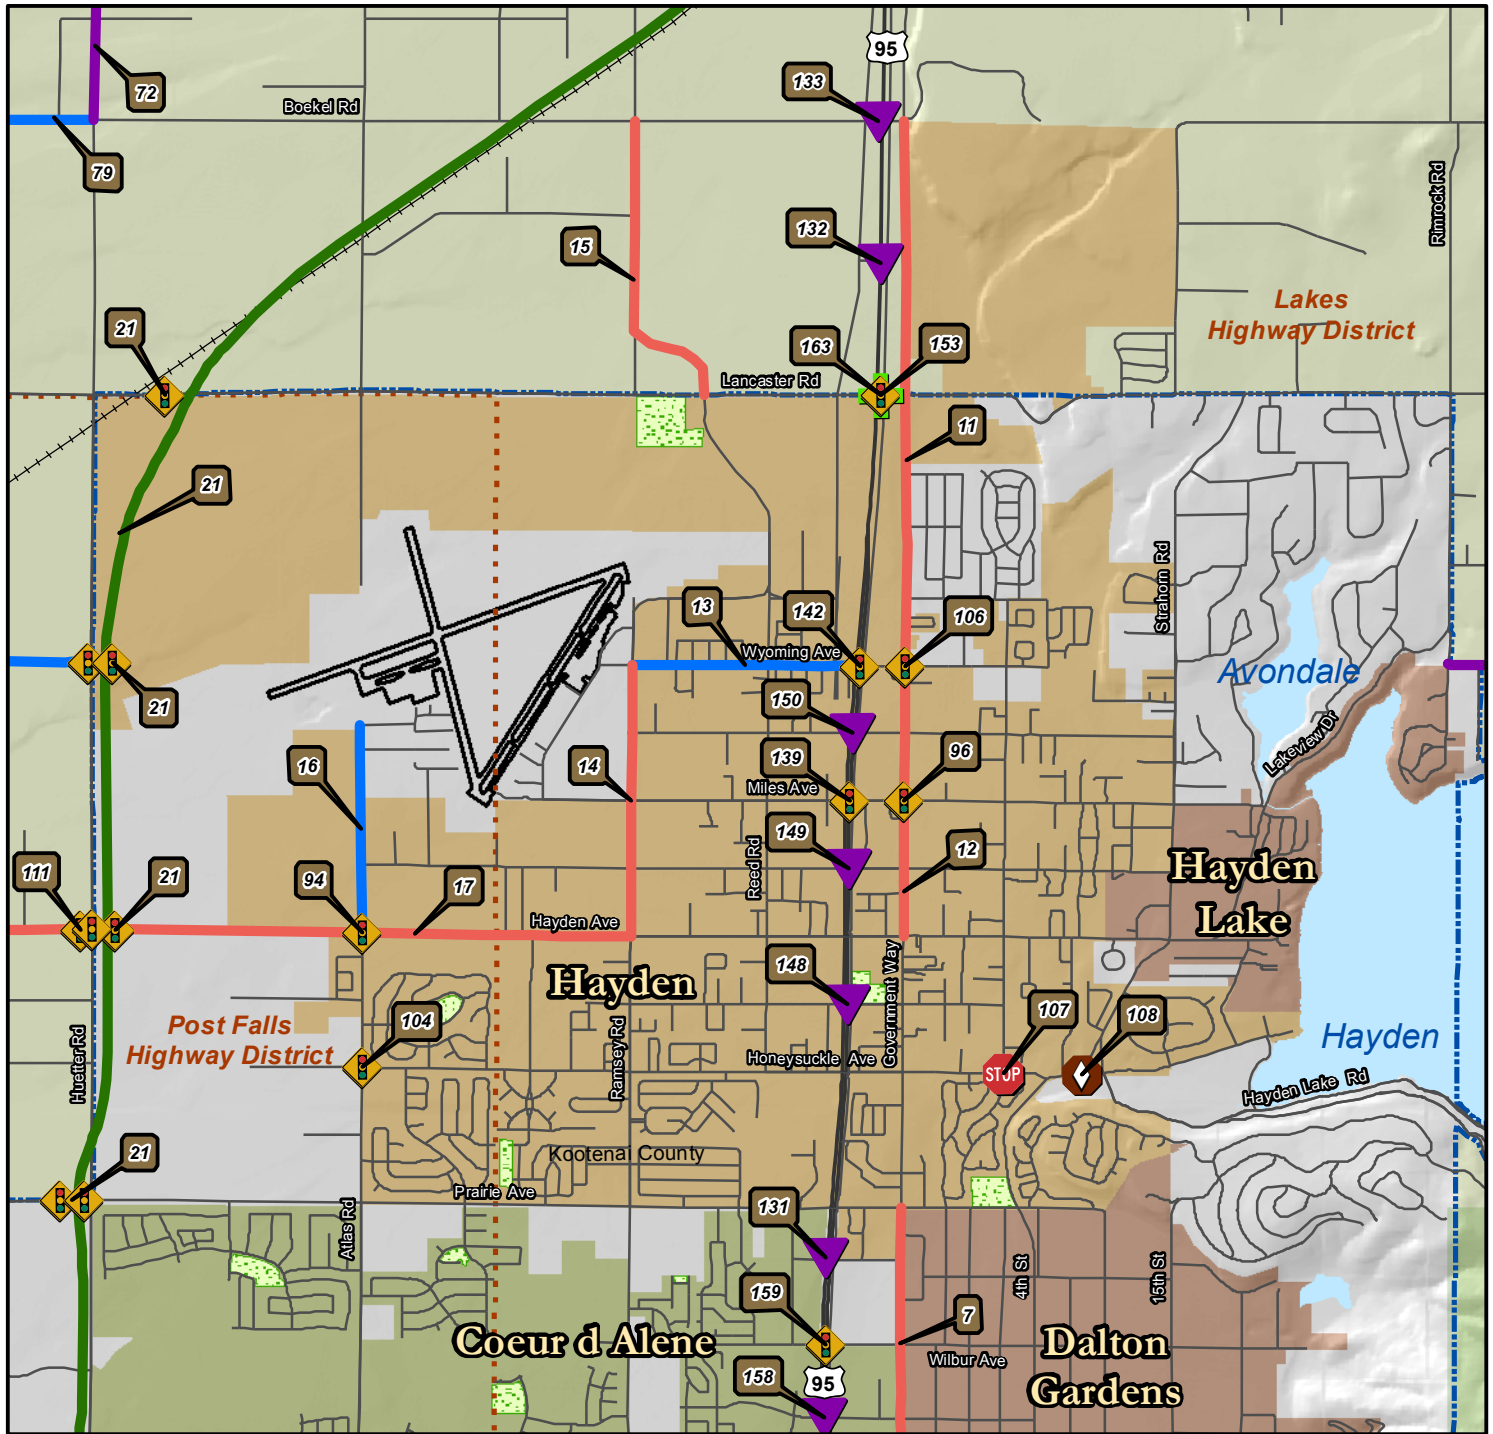 95
133
72
Boekel Rd
79
Rimrock Rd
132
15
Lakes
Highway District
21
163
153
Lancaster Rd
11
21
Strahorn Rd
13
142
106
Wyoming Ave
Avondale
21
150
Lakeview Dr
16
14
139
96
Miles Ave
149
12
Reed Rd
Hayden
Lake
111
21
94
17
Hayden Ave
148
Government Way
Hayden
107
108
104
Post Falls
Highway District
Hayden
Huetter Rd
Ramsey Rd
Honeysuckle Ave
STOP
Hayden Lake Rd
21
Kootenai County
Prairie Ave
131
Atlas Rd
4th St
15th St
159
7
Coeur d Alene
Wilbur Ave
Dalton
Gardens
158
95